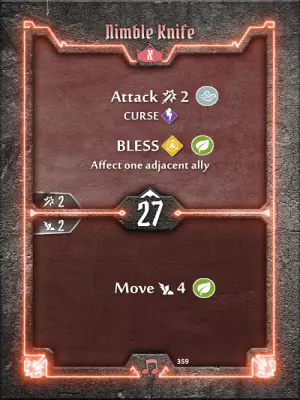 Nimble Knife
X
Attack 2
CURSE
BLESS
Affect one adjacent ally
2
27
2
Move 4
359